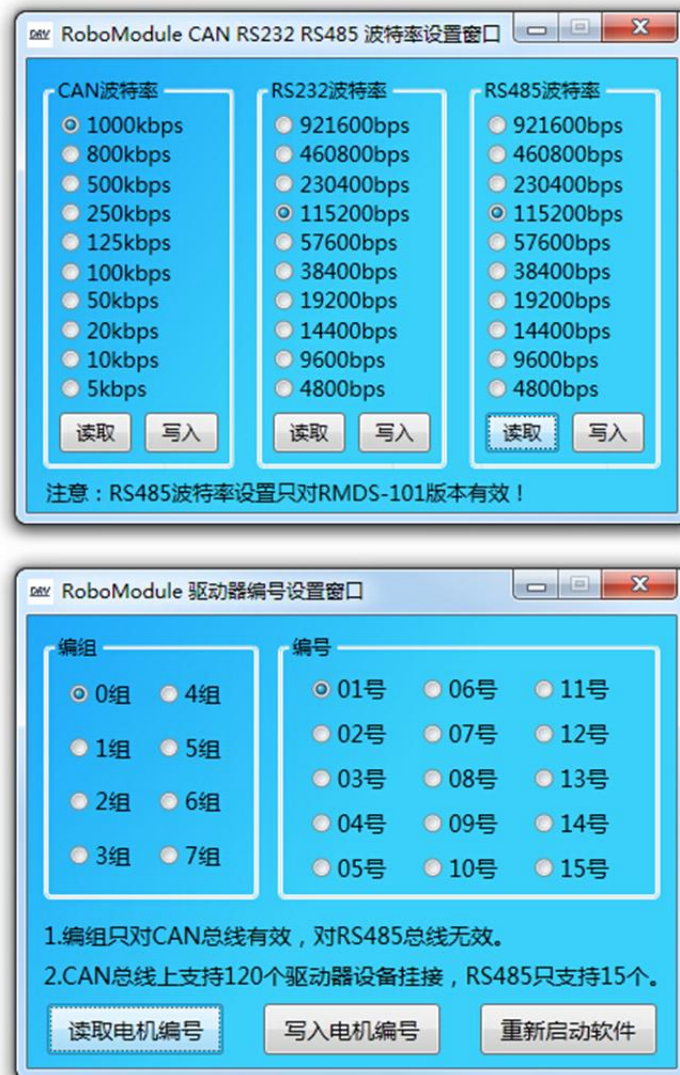 DRV RoboModule CAN RS232 RS485 波特率设置窗口
CAN波特率
1000kbps
800kbps
500kbps
250kbps
125kbps
100kbps
50kbps
20kbps
10kbps
5kbps
读取 写入
RS232波特率
921600bps
460800bps
230400bps
115200bps
57600bps
38400bps
19200bps
14400bps
9600bps
4800bps
读取 写入
RS485波特率
921600bps
460800bps
230400bps
115200bps
57600bps
38400bps
19200bps
14400bps
9600bps
4800bps
读取 写入
注意：RS485波特率设置只对RMDS-101版本有效！
DRV RoboModule 驱动器编号设置窗口
编组
0组 4组
1组 5组
2组 6组
3组 7组
编号
01号 06号 11号
02号 07号 12号
03号 08号 13号
04号 09号 14号
05号 10号 15号
1.编组只对CAN总线有效，对RS485总线无效。
2.CAN总线上支持120个驱动器设备挂接，RS485只支持15个。
读取电机编号 写入电机编号 重新启动软件